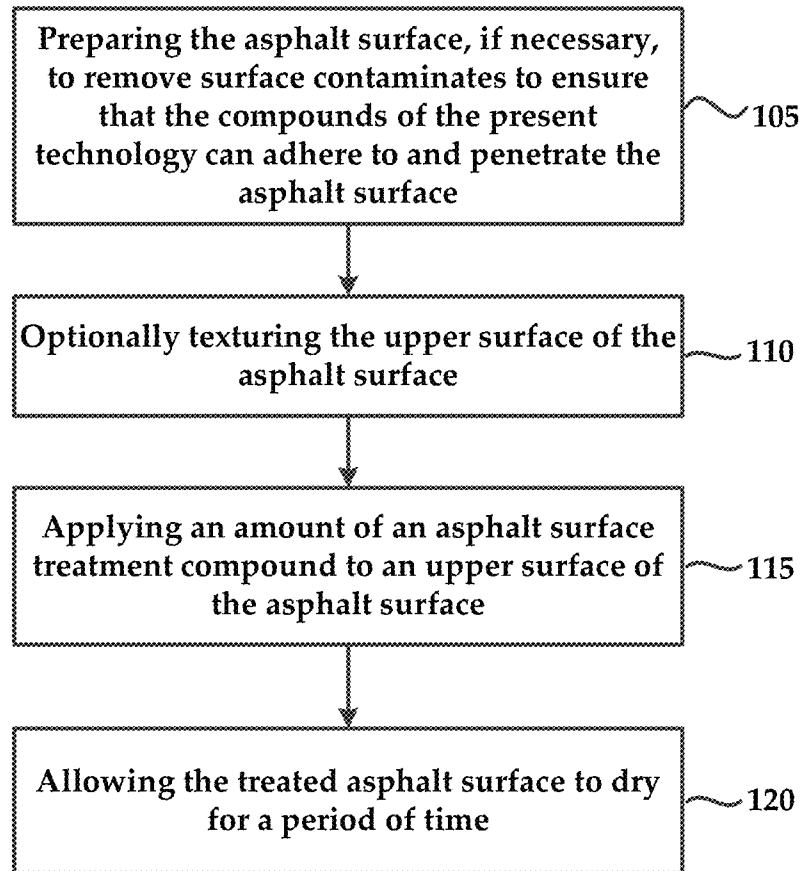 Preparing the asphalt surface, if necessary,
to remove surface contaminates to ensure
that the compounds of the present
technology can adhere to and penetrate the
asphalt surface
105
Optionally texturing the upper surface of the
asphalt surface
110
Applying an amount of an asphalt surface
treatment compound to an upper surface of
the asphalt surface
115
Allowing the treated asphalt surface to dry
for a period of time
120